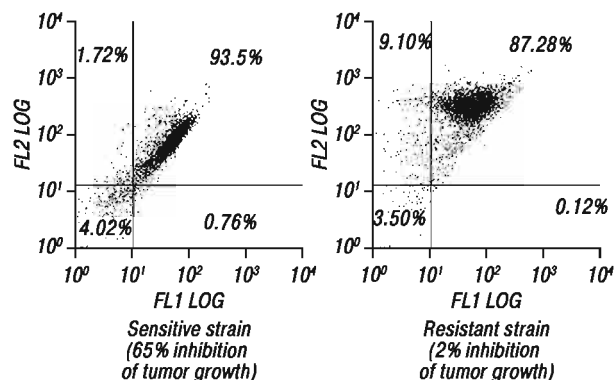 1.72%
93.5%
4.02%
0.76%
10⁴
10³
10²
10¹
10⁰
FL2 LOG
10⁰ 10¹ 10² 10³ 10⁴
FL1 LOG
Sensitive strain
(65% inhibition
of tumor growth)
9.10%
87.28%
3.50%
0.12%
10⁴
10³
10²
10¹
10⁰
FL2 LOG
10⁰ 10¹ 10² 10³ 10⁴
FL1 LOG
Resistant strain
(2% inhibition
of tumor growth)